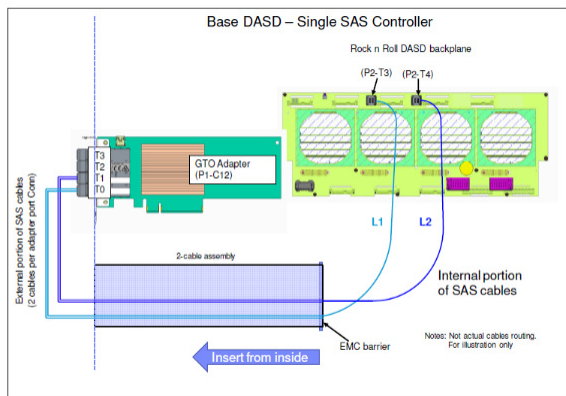 Base DASD – Single SAS Controller
Rock n Roll DASD backplane
(P2-T3)
(P2-T4)
T3
T2
T1
T0
GTO Adapter
(P1-C12)
L1
L2
External portion of SAS cables
(2 cables per adapter port Conn)
2-cable assembly
Internal portion
of SAS cables
EMC barrier
Notes: Not actual cables routing.
For illustration only
Insert from inside